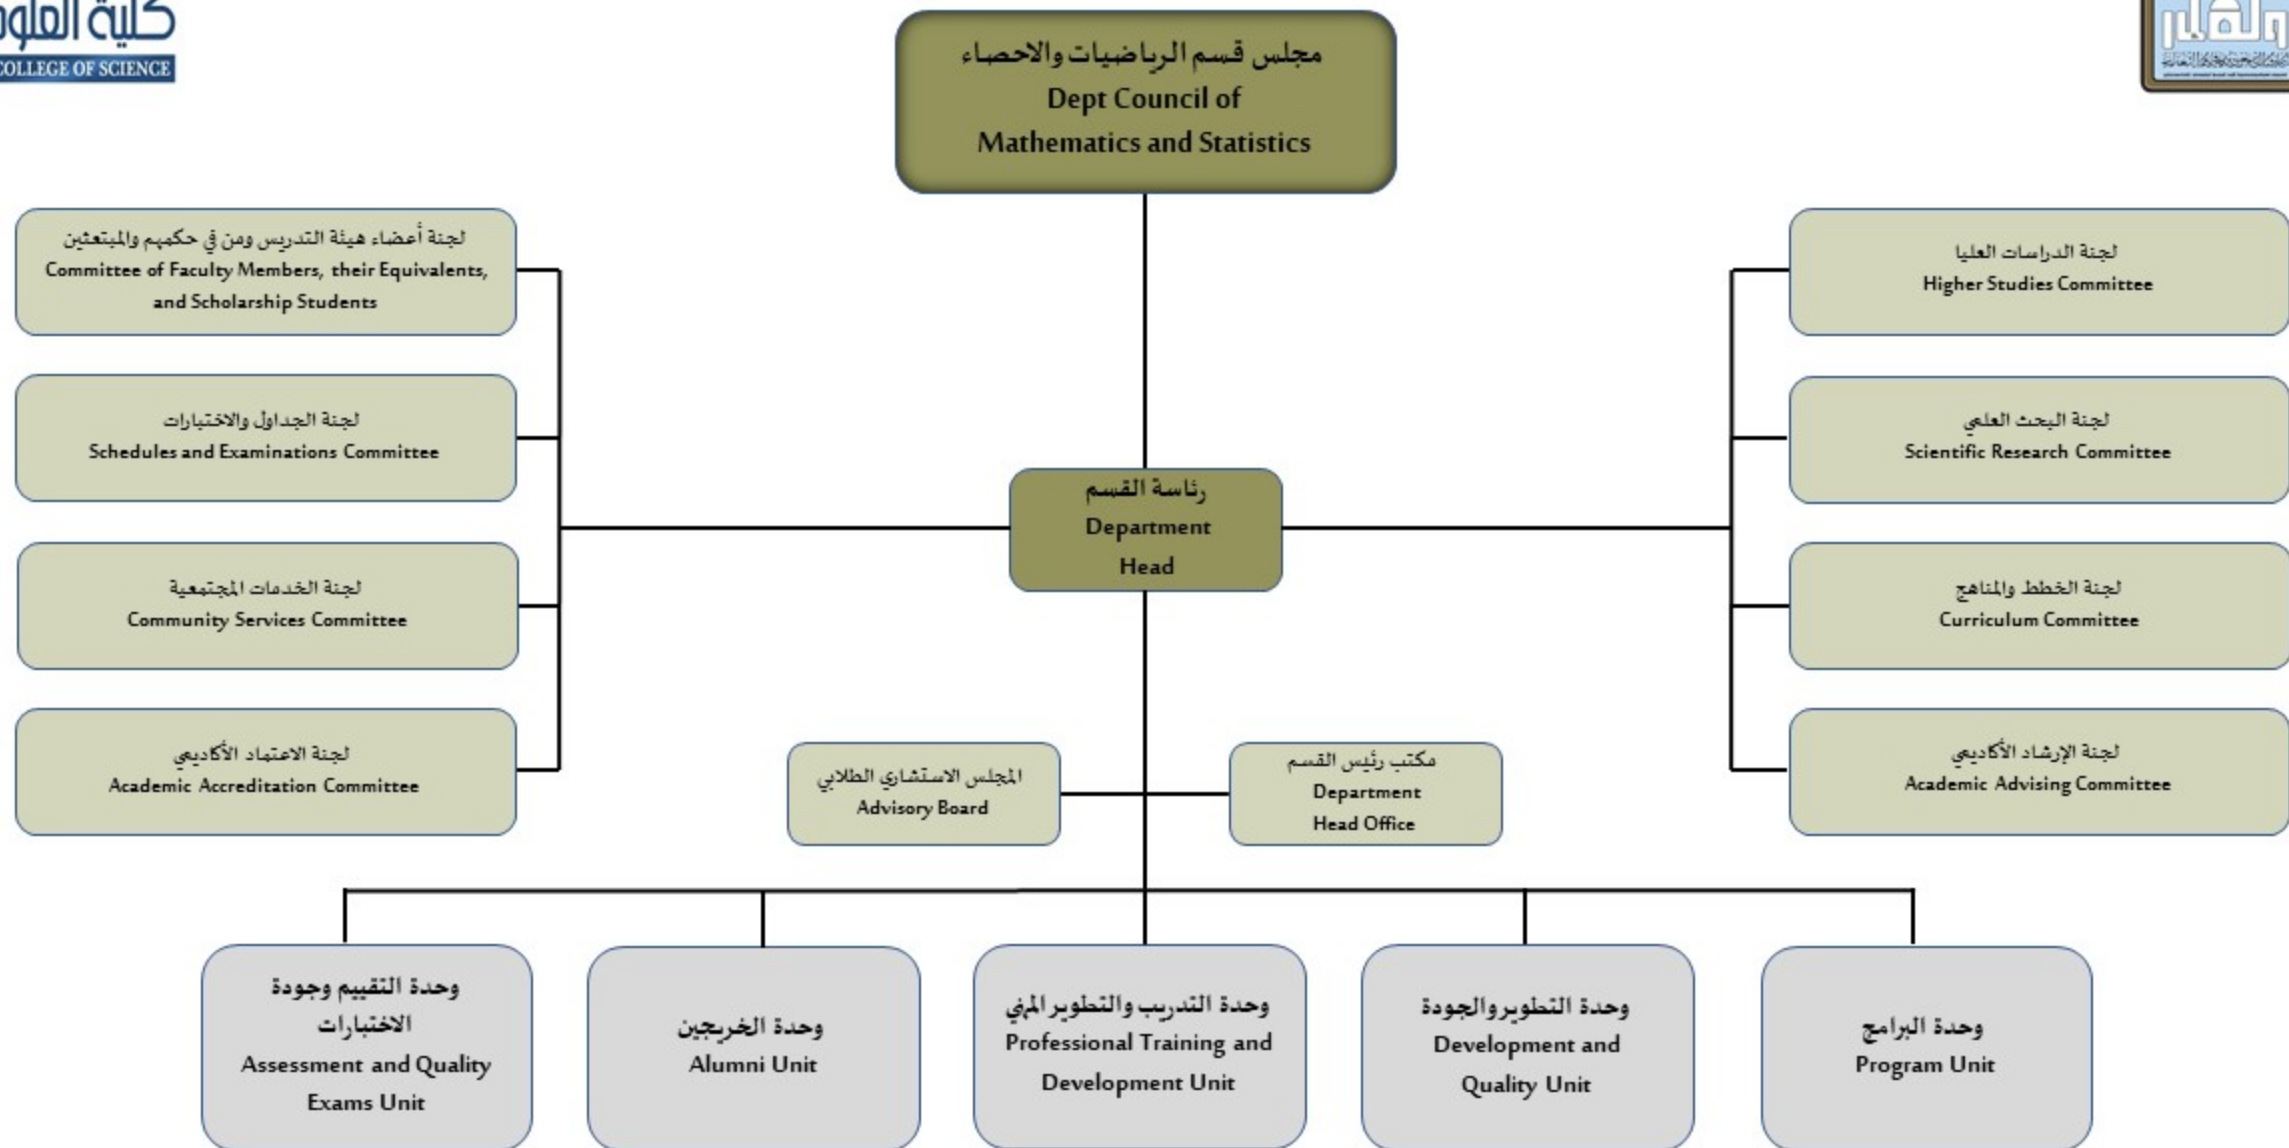 COLLEGE OF SCIENCE
مجلس قسم الرياضيات والاحصاء
Dept Council of
Mathematics and Statistics
لجنة أعضاء هيئة التدريس ومن في حكمهم والمبتعثين
Committee of Faculty Members, their Equivalents,
and Scholarship Students
لجنة الدراسات العليا
Higher Studies Committee
لجنة الجداول والاختبارات
Schedules and Examinations Committee
لجنة البحث العلمي
Scientific Research Committee
رئاسة القسم
Department
Head
لجنة الخدمات المجتمعية
Community Services Committee
لجنة الخطط والمناهج
Curriculum Committee
لجنة الاعتماد الأكاديمي
Academic Accreditation Committee
المجلس الاستشاري الطلابي
Advisory Board
مكتب رئيس القسم
Department
Head Office
لجنة الإرشاد الأكاديمي
Academic Advising Committee
وحدة التقييم وجودة
الاختبارات
Assessment and Quality
Exams Unit
وحدة الخريجين
Alumni Unit
وحدة التدريب والتطوير المهني
Professional Training and
Development Unit
وحدة التطوير والجودة
Development and
Quality Unit
وحدة البرامج
Program Unit